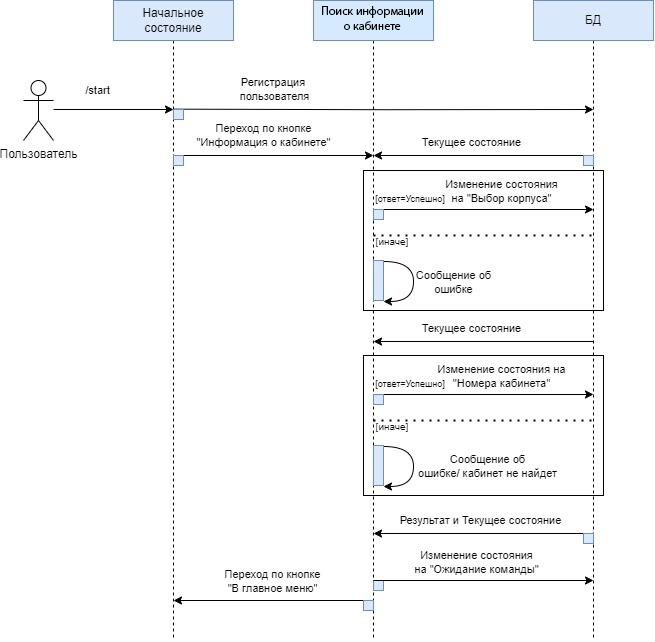 Начальное
состояние
Поиск информации
о кабинете
БД
/start
Регистрация
пользователя
Пользователь
Переход по кнопке
"Информация о кабинете"
Текущее состояние
Изменение состояния
на "Выбор корпуса"
[ответ=Успешно]
[иначе]
Сообщение об
ошибке
Текущее состояние
Изменение состояния на
"Номера кабинета"
[ответ=Успешно]
[иначе]
Сообщение об
ошибке/ кабинет не найдет
Результат и Текущее состояние
Изменение состояния
на "Ожидание команды"
Переход по кнопке
"В главное меню"